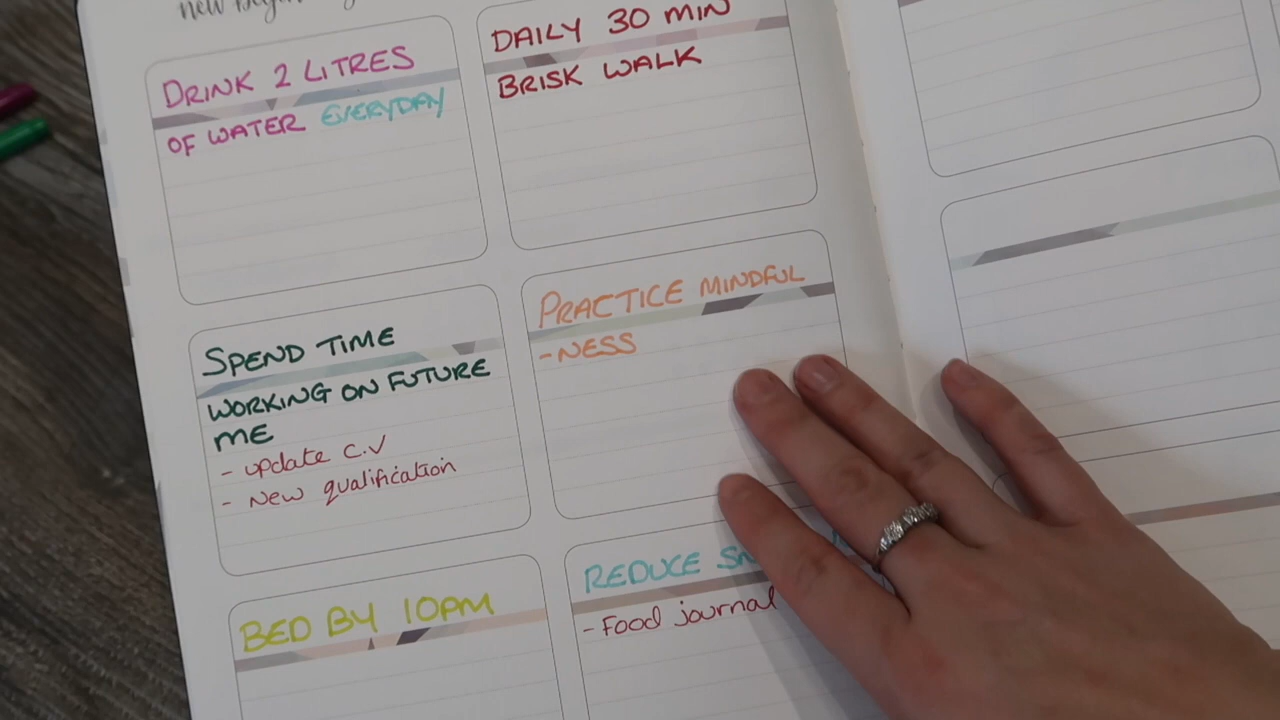 new
DRINK 2 LITRES
OF WATER EVERYDAY
DAILY 30 MIN
BRISK WALK
SPEND TIME
WORKING ON FUTURE
ME
- update C.V
- New qualification
PRACTICE MINDFUL
-NESS
BED BY 10PM
REDUCE
- Food journal